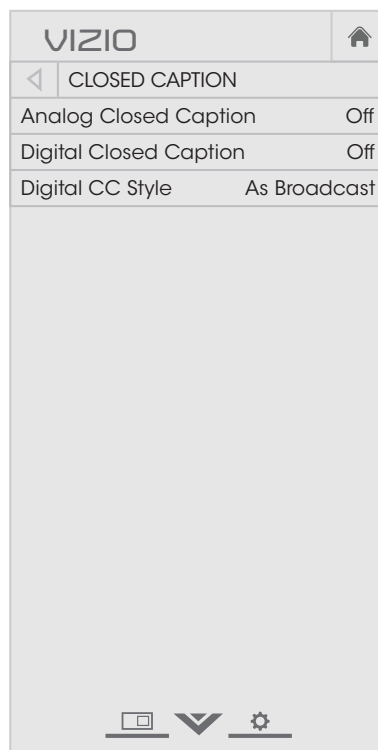 VIZIO
CLOSED CAPTION
Analog Closed Caption Off
Digital Closed Caption Off
Digital CC Style As Broadcast